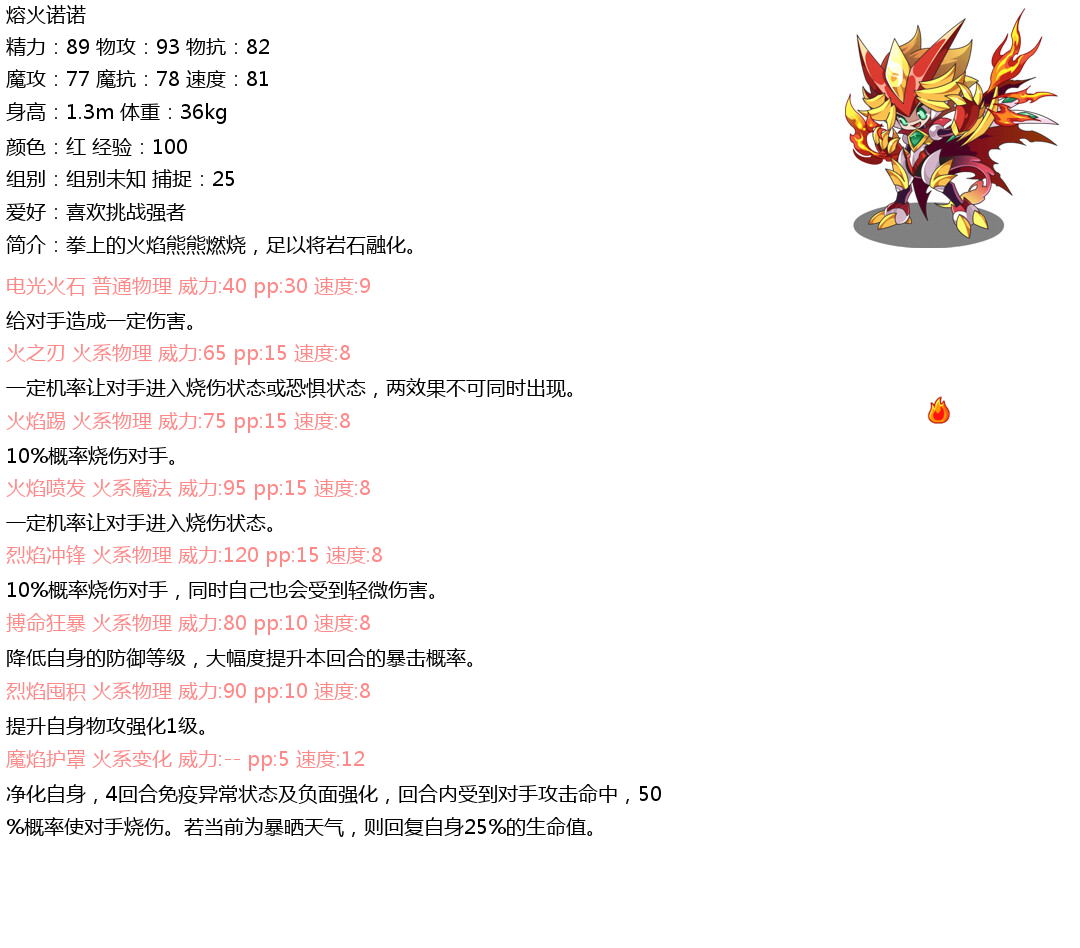 熔火诺诺
精力：89 物攻：93 物抗：82
魔攻：77 魔抗：78 速度：81
身高：1.3m 体重：36kg
颜色：红 经验：100
组别：组别未知 捕捉：25
爱好：喜欢挑战强者
简介：拳上的火焰熊熊燃烧，足以将岩石融化。
电光火石 普通物理 威力:40 pp:30 速度:9
给对手造成一定伤害。
火之刃 火系物理 威力:65 pp:15 速度:8
一定机率让对手进入烧伤状态或恐惧状态，两效果不可同时出现。
火焰踢 火系物理 威力:75 pp:15 速度:8
10%概率烧伤对手。
火焰喷发 火系魔法 威力:95 pp:15 速度:8
一定机率让对手进入烧伤状态。
烈焰冲锋 火系物理 威力:120 pp:15 速度:8
10%概率烧伤对手，同时自己也会受到轻微伤害。
搏命狂暴 火系物理 威力:80 pp:10 速度:8
降低自身的防御等级，大幅度提升本回合的暴击概率。
烈焰囤积 火系物理 威力:90 pp:10 速度:8
提升自身物攻强化1级。
魔焰护罩 火系变化 威力:-- pp:5 速度:12
净化自身，4回合免疫异常状态及负面强化，回合内受到对手攻击命中，50
%概率使对手烧伤。若当前为暴晒天气，则回复自身25%的生命值。